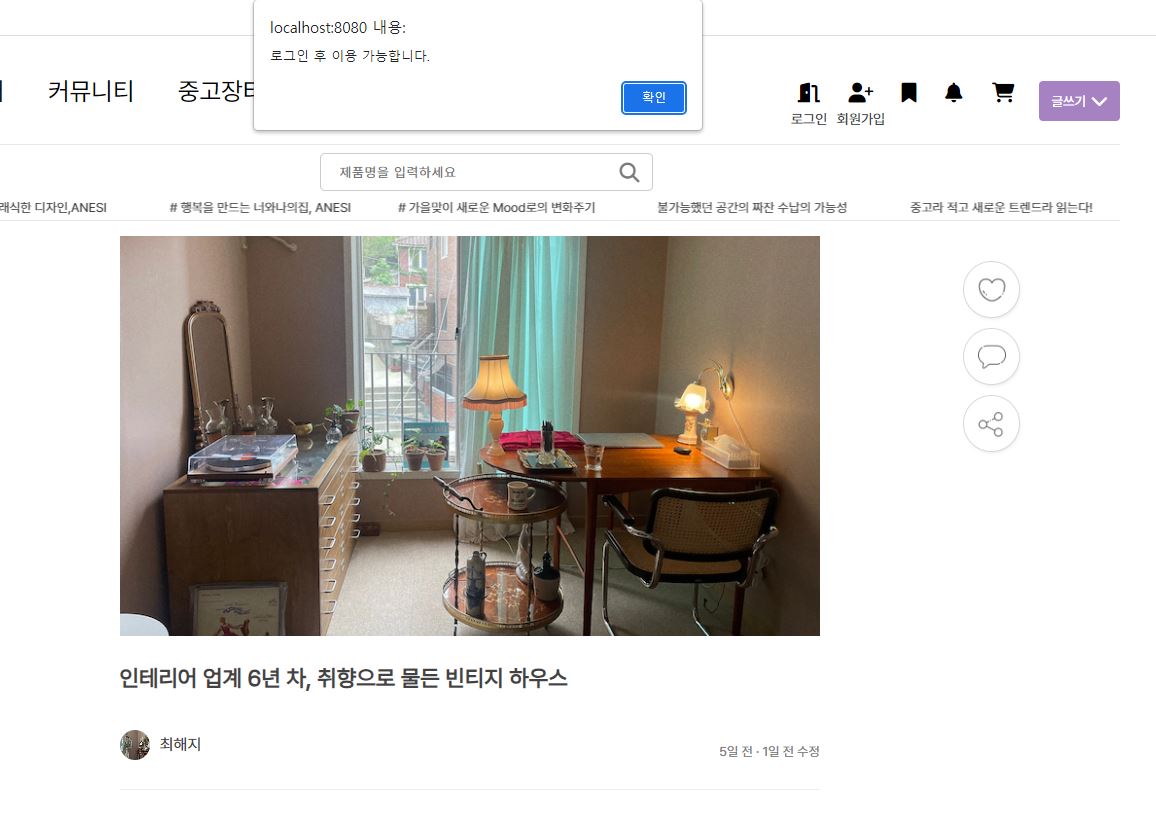 localhost:8080 내용:
로그인 후 이용 가능합니다.
확인
커뮤니티
로그인
회원가입
글쓰기
제품명을 입력하세요
래식한 디자인,ANESI
# 행복을 만드는 너와나의집, ANESI
# 가을맞이 새로운 Mood로의 변화주기
불가능했던 공간의 짜잔 수납의 가능성
중고라 적고 새로운 트렌드라 읽는다!
인테리어 업계 6년 차, 취향으로 물든 빈티지 하우스
최해지
5일 전 · 1일 전 수정